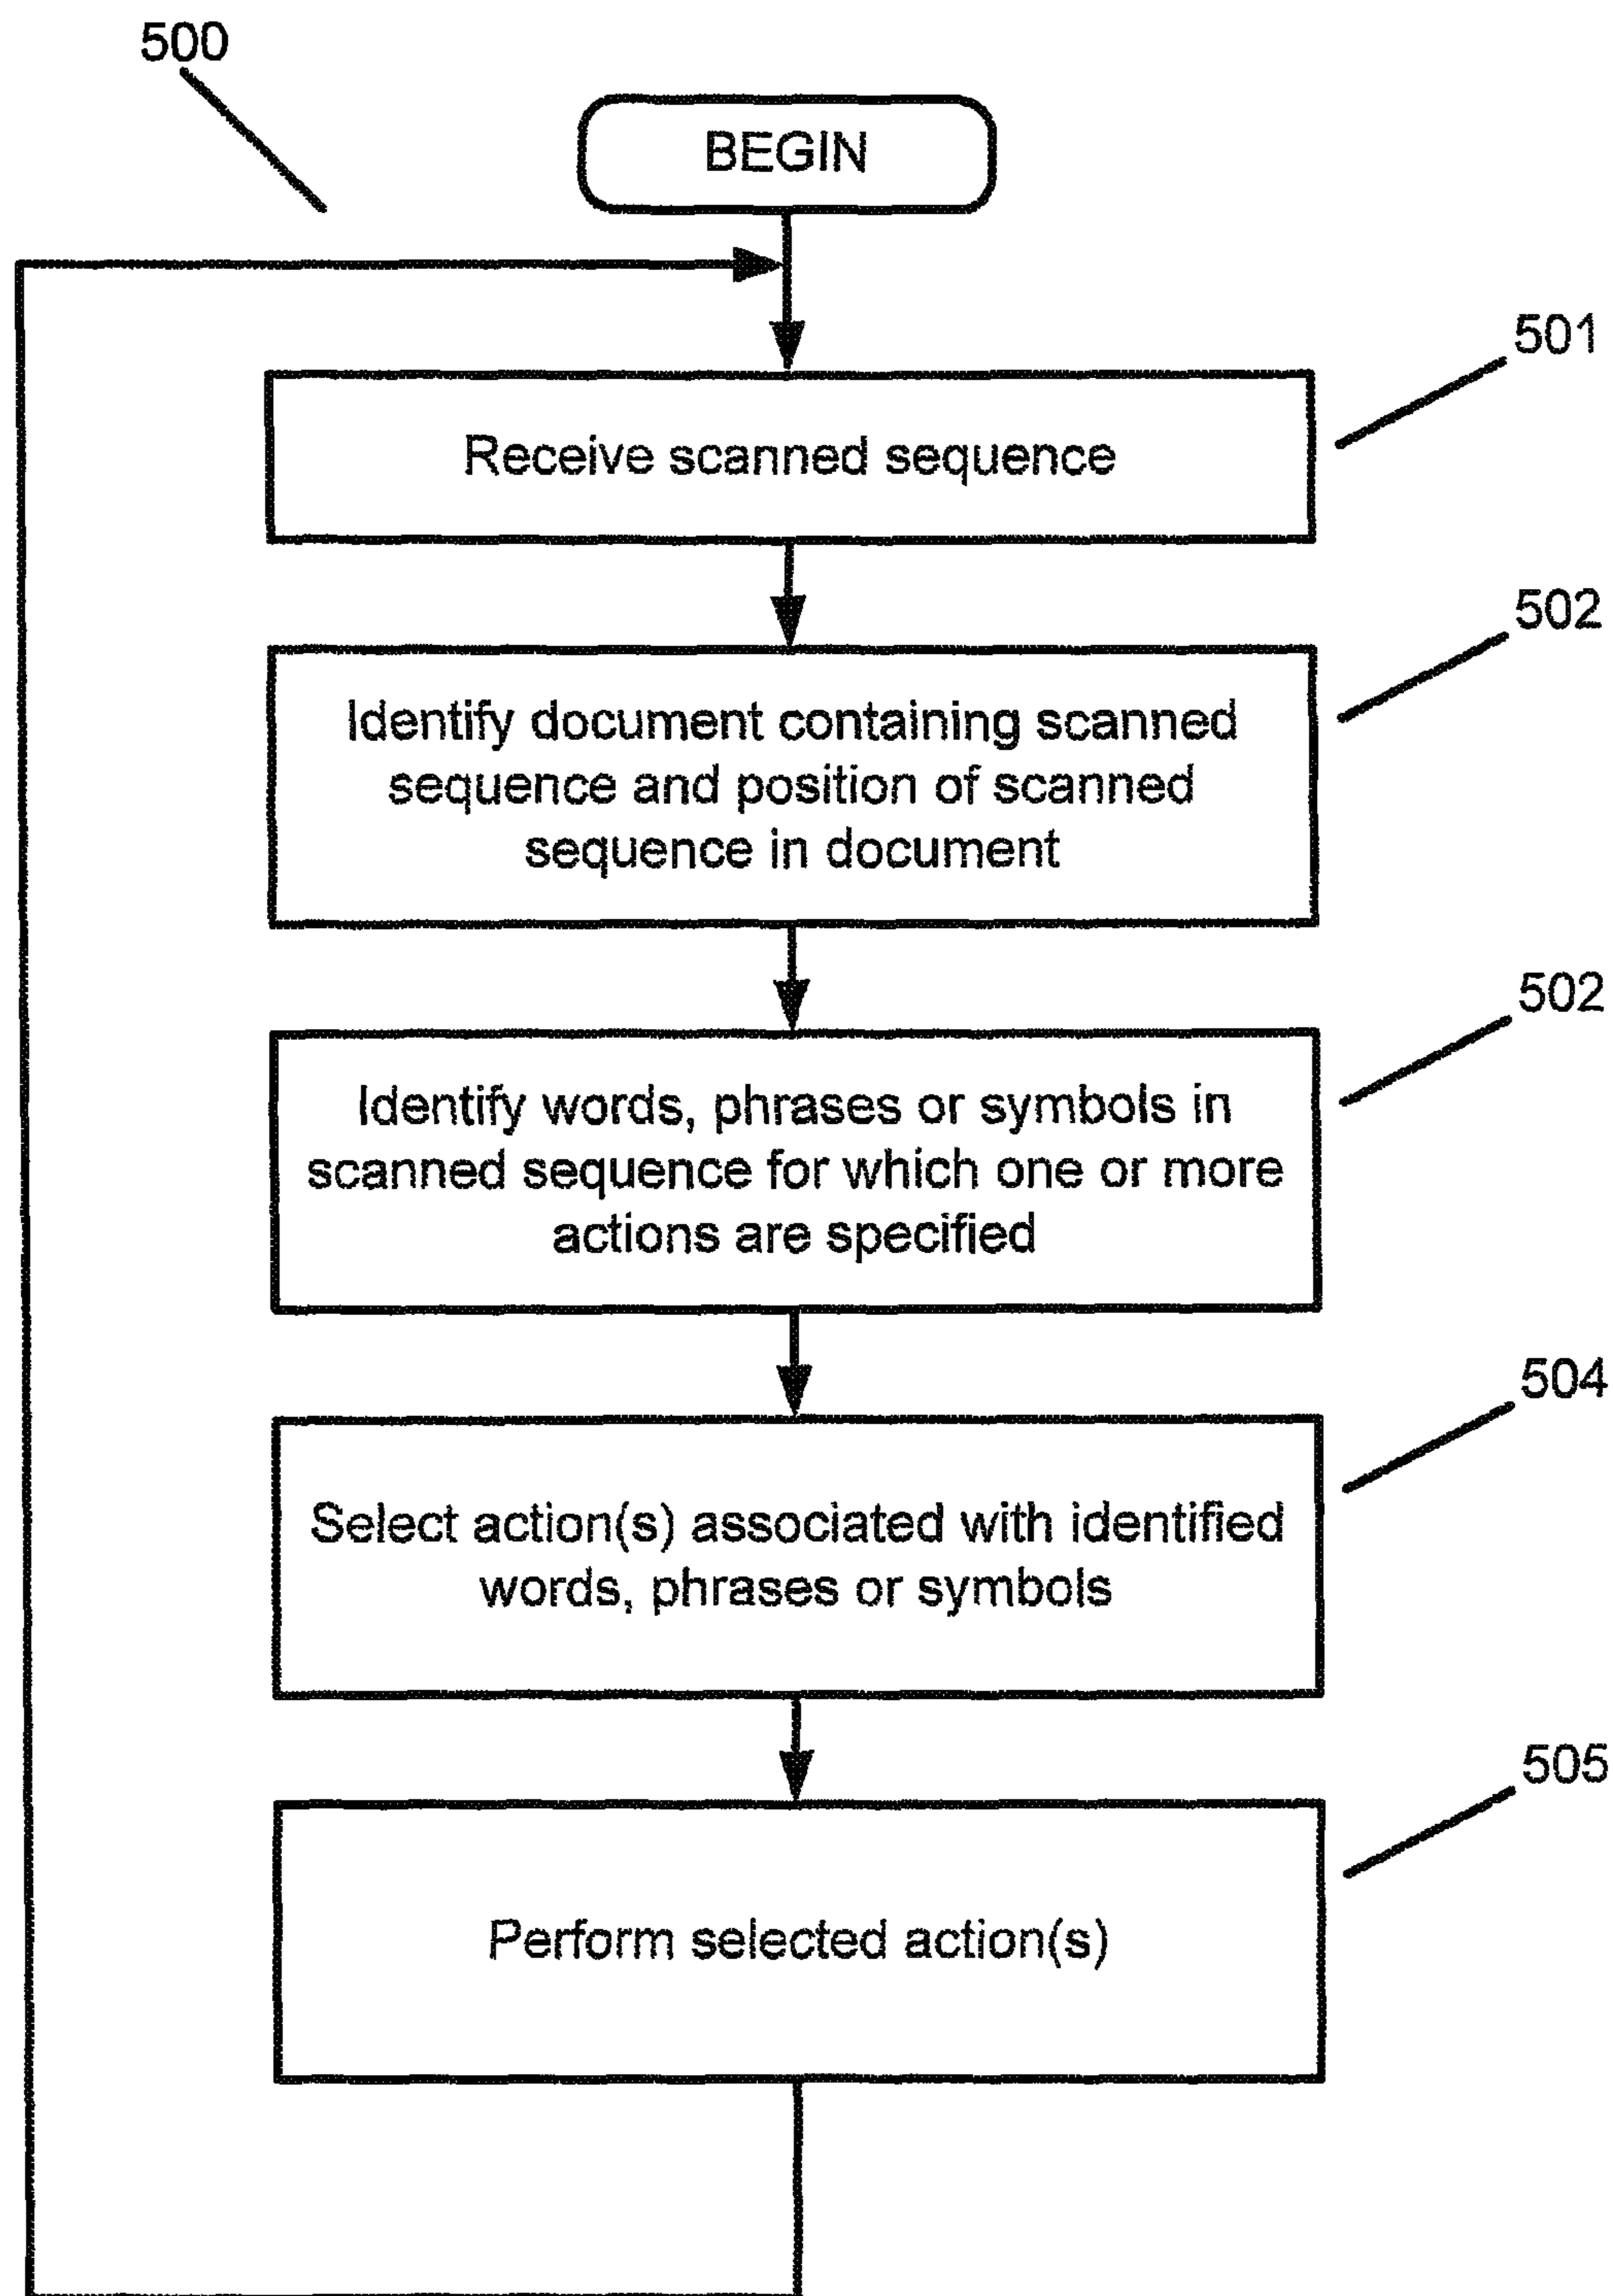 500
BEGIN
501
Receive scanned sequence
502
Identify document containing scanned
sequence and position of scanned
sequence in document
502
Identify words, phrases or symbols in
scanned sequence for which one or more
actions are specified
504
Select action(s) associated with identified
words, phrases or symbols
505
Perform selected action(s)